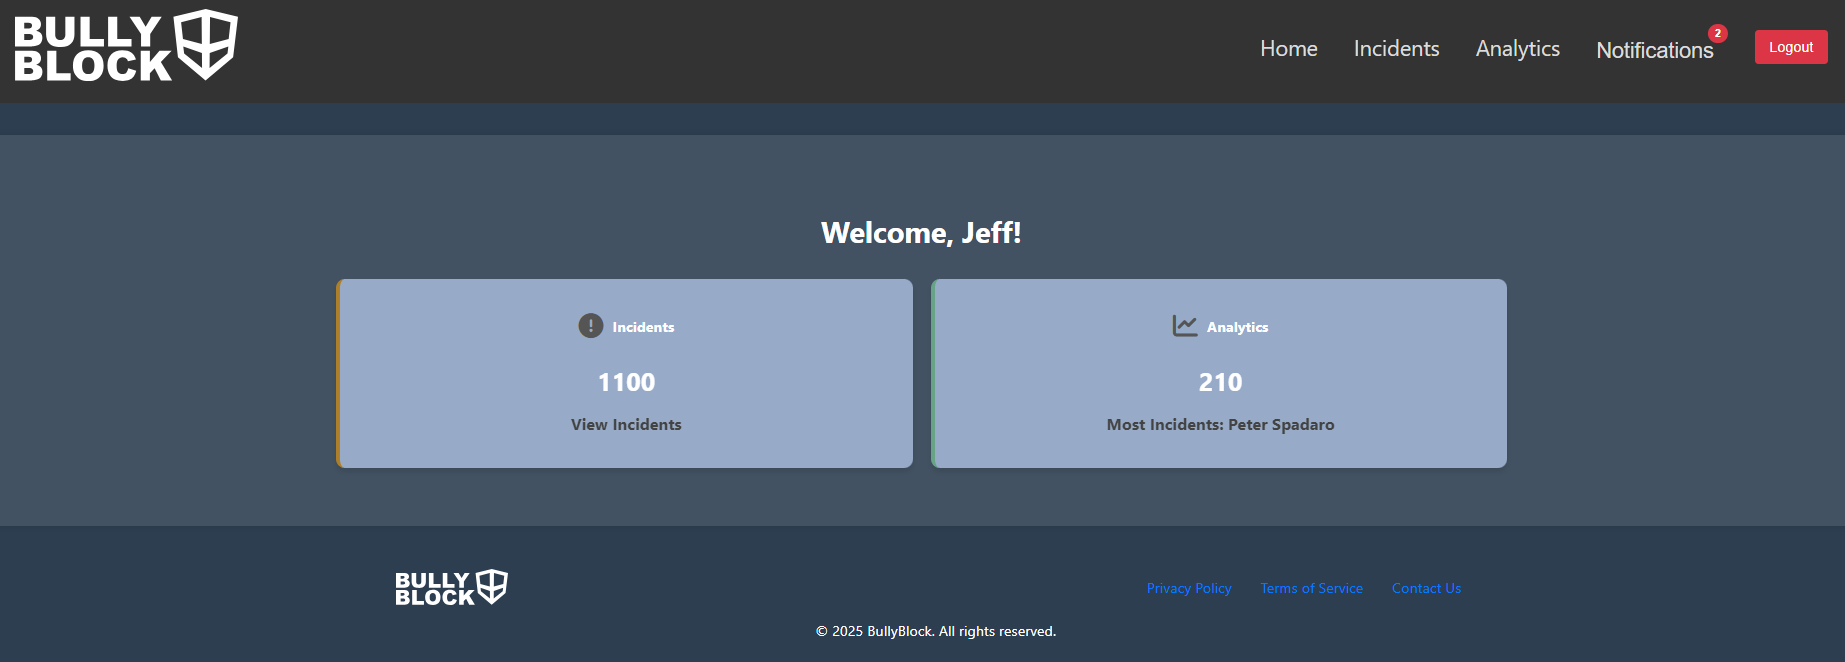 BULLY
BLOCK
Home Incidents Analytics Notifications 2 Logout
Welcome, Jeff!
Incidents
1100
View Incidents
Analytics
210
Most Incidents: Peter Spadaro
BULLY
BLOCK
Privacy Policy Terms of Service Contact Us
© 2025 BullyBlock. All rights reserved.